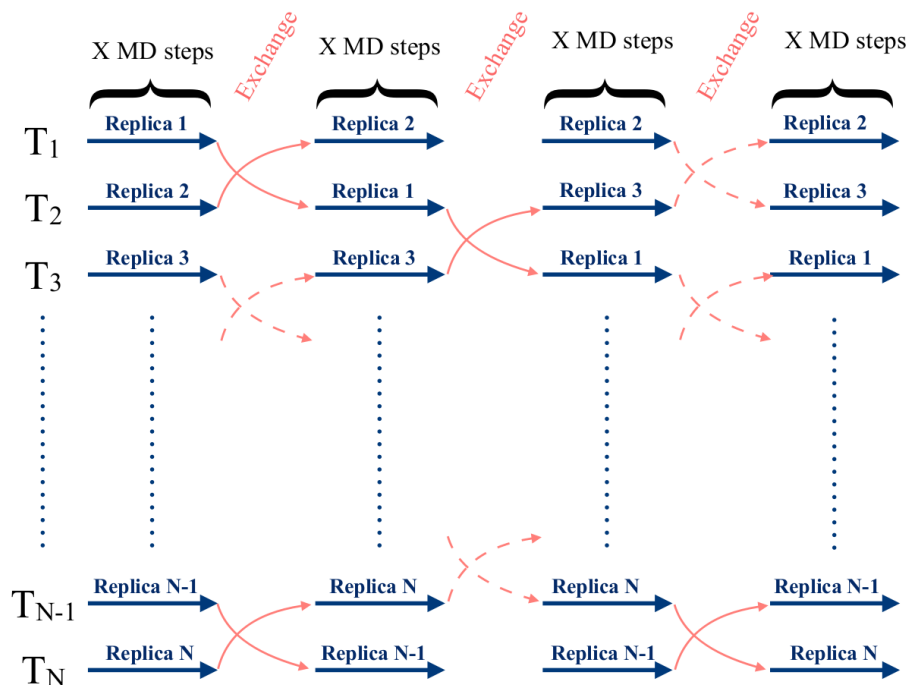 Exchange Exchange Exchange
X MD steps X MD steps X MD steps X MD steps
T1 Replica 1 Replica 2 Replica 2 Replica 2
T2 Replica 2 Replica 1 Replica 3 Replica 3
T3 Replica 3 Replica 3 Replica 1 Replica 1
TN-1 Replica N-1 Replica N Replica N Replica N-1
TN Replica N Replica N-1 Replica N-1 Replica N